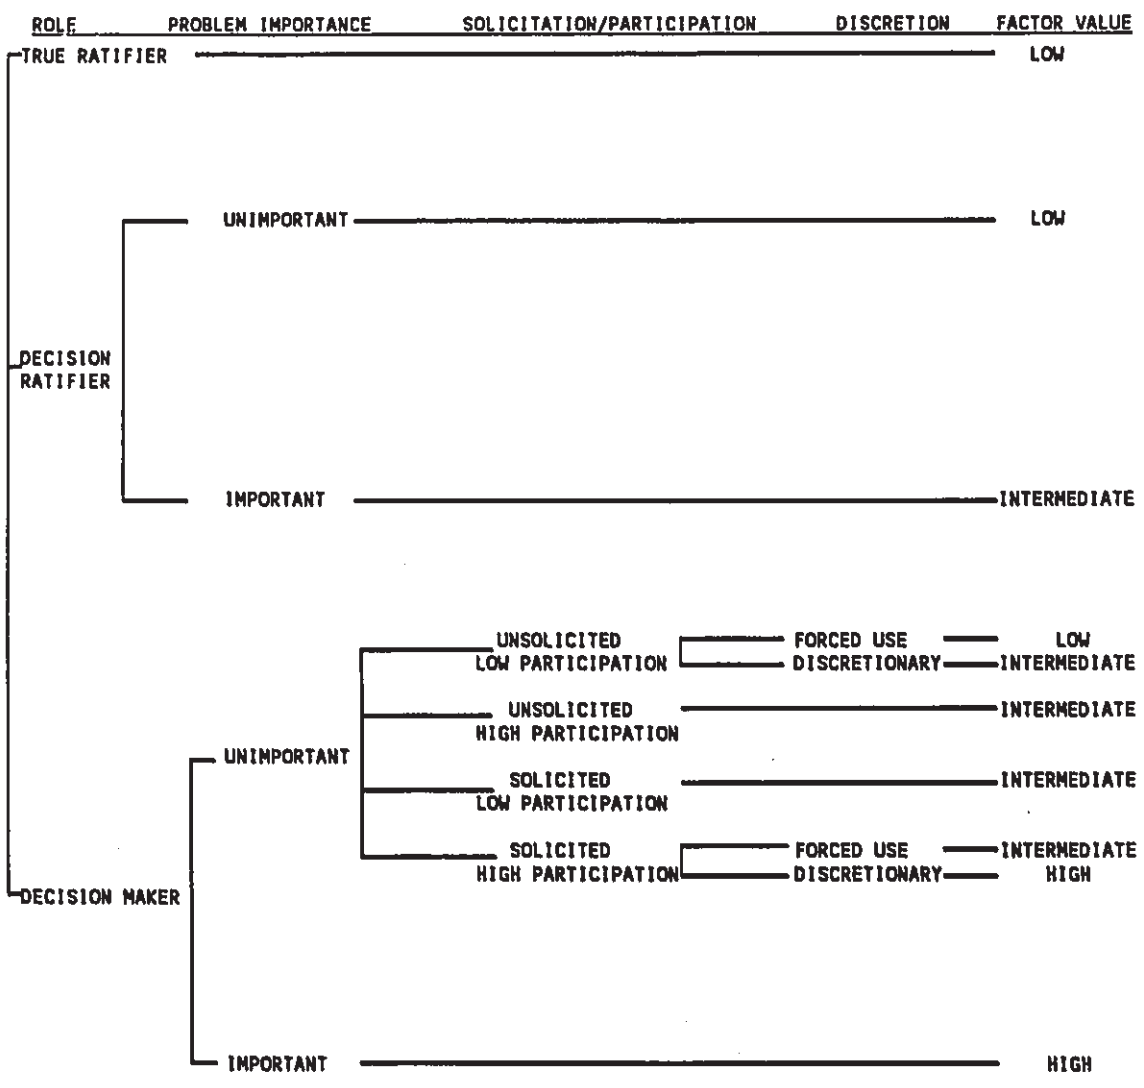 ROLE PROBLEM IMPORTANCE SOLICITATION/PARTICIPATION DISCRETION FACTOR VALUE
TRUE RATIFIER LOW
UNIMPORTANT LOW
DECISION
RATIFIER
IMPORTANT INTERMEDIATE
UNSOLICITED FORCED USE LOW
LOW PARTICIPATION DISCRETIONARY INTERMEDIATE
UNSOLICITED INTERMEDIATE
HIGH PARTICIPATION
UNIMPORTANT
SOLICITED INTERMEDIATE
LOW PARTICIPATION
SOLICITED FORCED USE INTERMEDIATE
HIGH PARTICIPATION DISCRETIONARY HIGH
DECISION MAKER
IMPORTANT HIGH